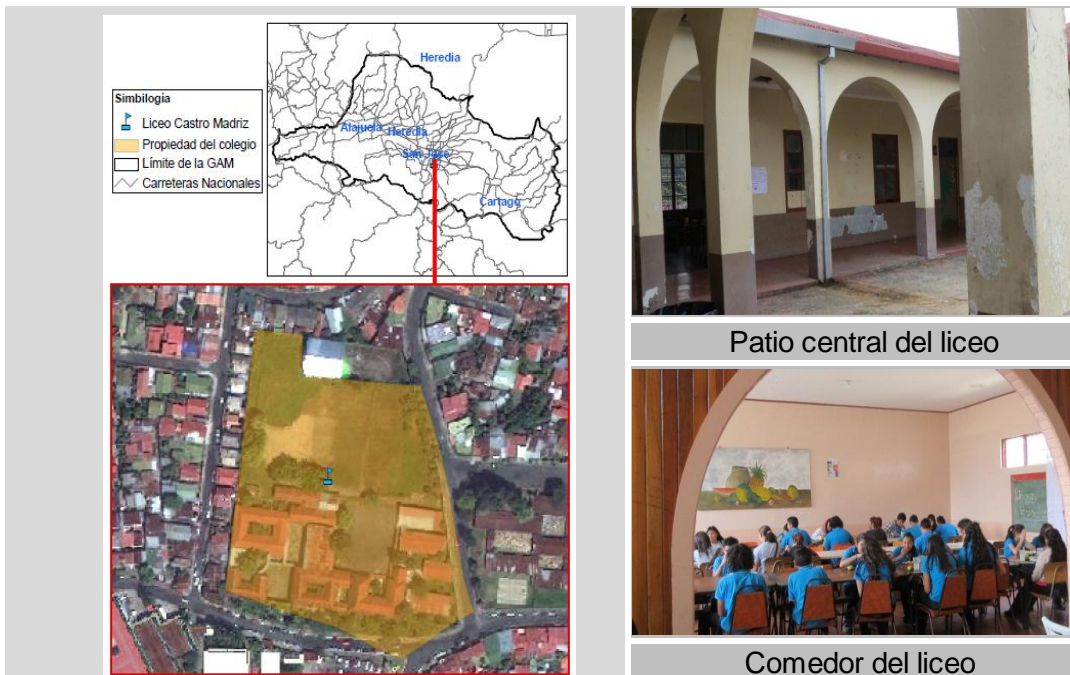 Simbilogía
Liceo Castro Madriz
Propiedad del colegio
Límite de la GAM
Carreteras Nacionales
Heredia
Alajuela
Heredia
San José
Cartago
Patio central del liceo
Comedor del liceo